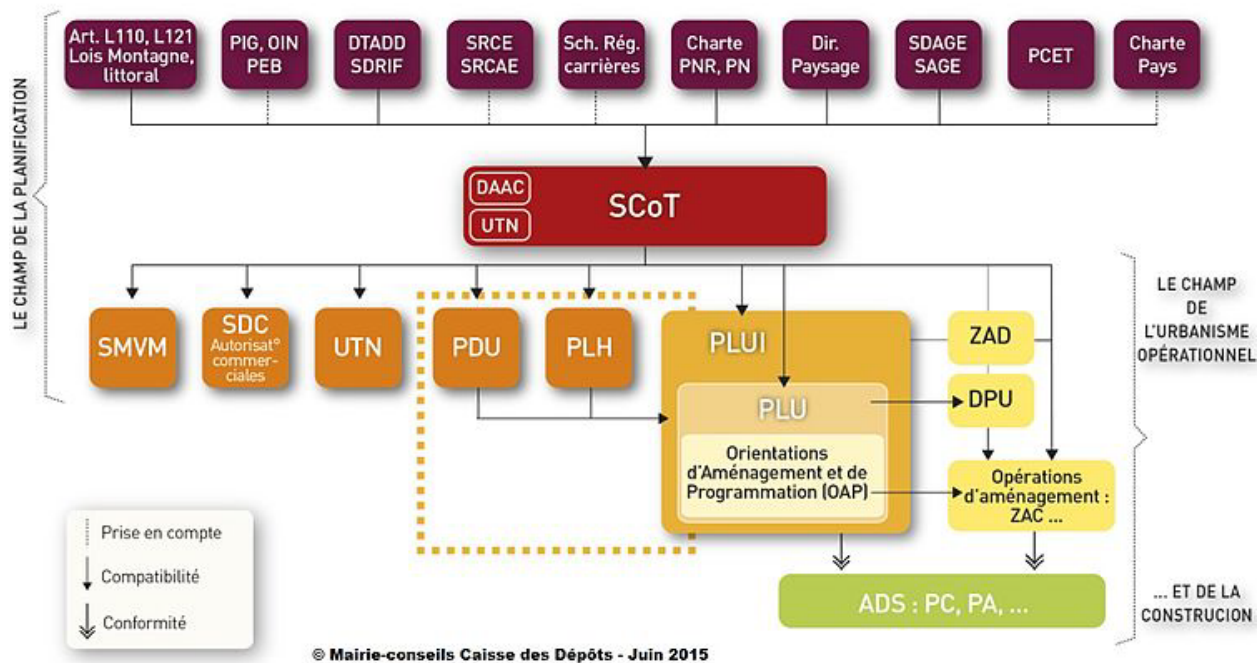 Art. L110, L121
Lois Montagne,
littoral
PIG, OIN
PEB
DTADD
SDRIF
SRCE
SRCAE
Sch. Rég.
carrières
Charte
PNR, PN
Dir.
Paysage
SDAGE
SAGE
PCET
Charte
Pays
LE CHAMP DE LA PLANIFICATION
DAAC
UTN
SCoT
SMVM
SDC
Autorisat°
commer-
ciales
UTN
PDU
PLH
PLUI
PLU
Orientations
d'Aménagement et de
Programmation (OAP)
ZAD
DPU
Opérations
d'aménagement :
ZAC ...
LE CHAMP
DE
L'URBANISME
OPÉRATIONNEL
ADS : PC, PA, ...
... ET DE LA
CONSTRUCION
Prise en compte
Compatibilité
Conformité
© Mairie-conseils Caisse des Dépôts - Juin 2015